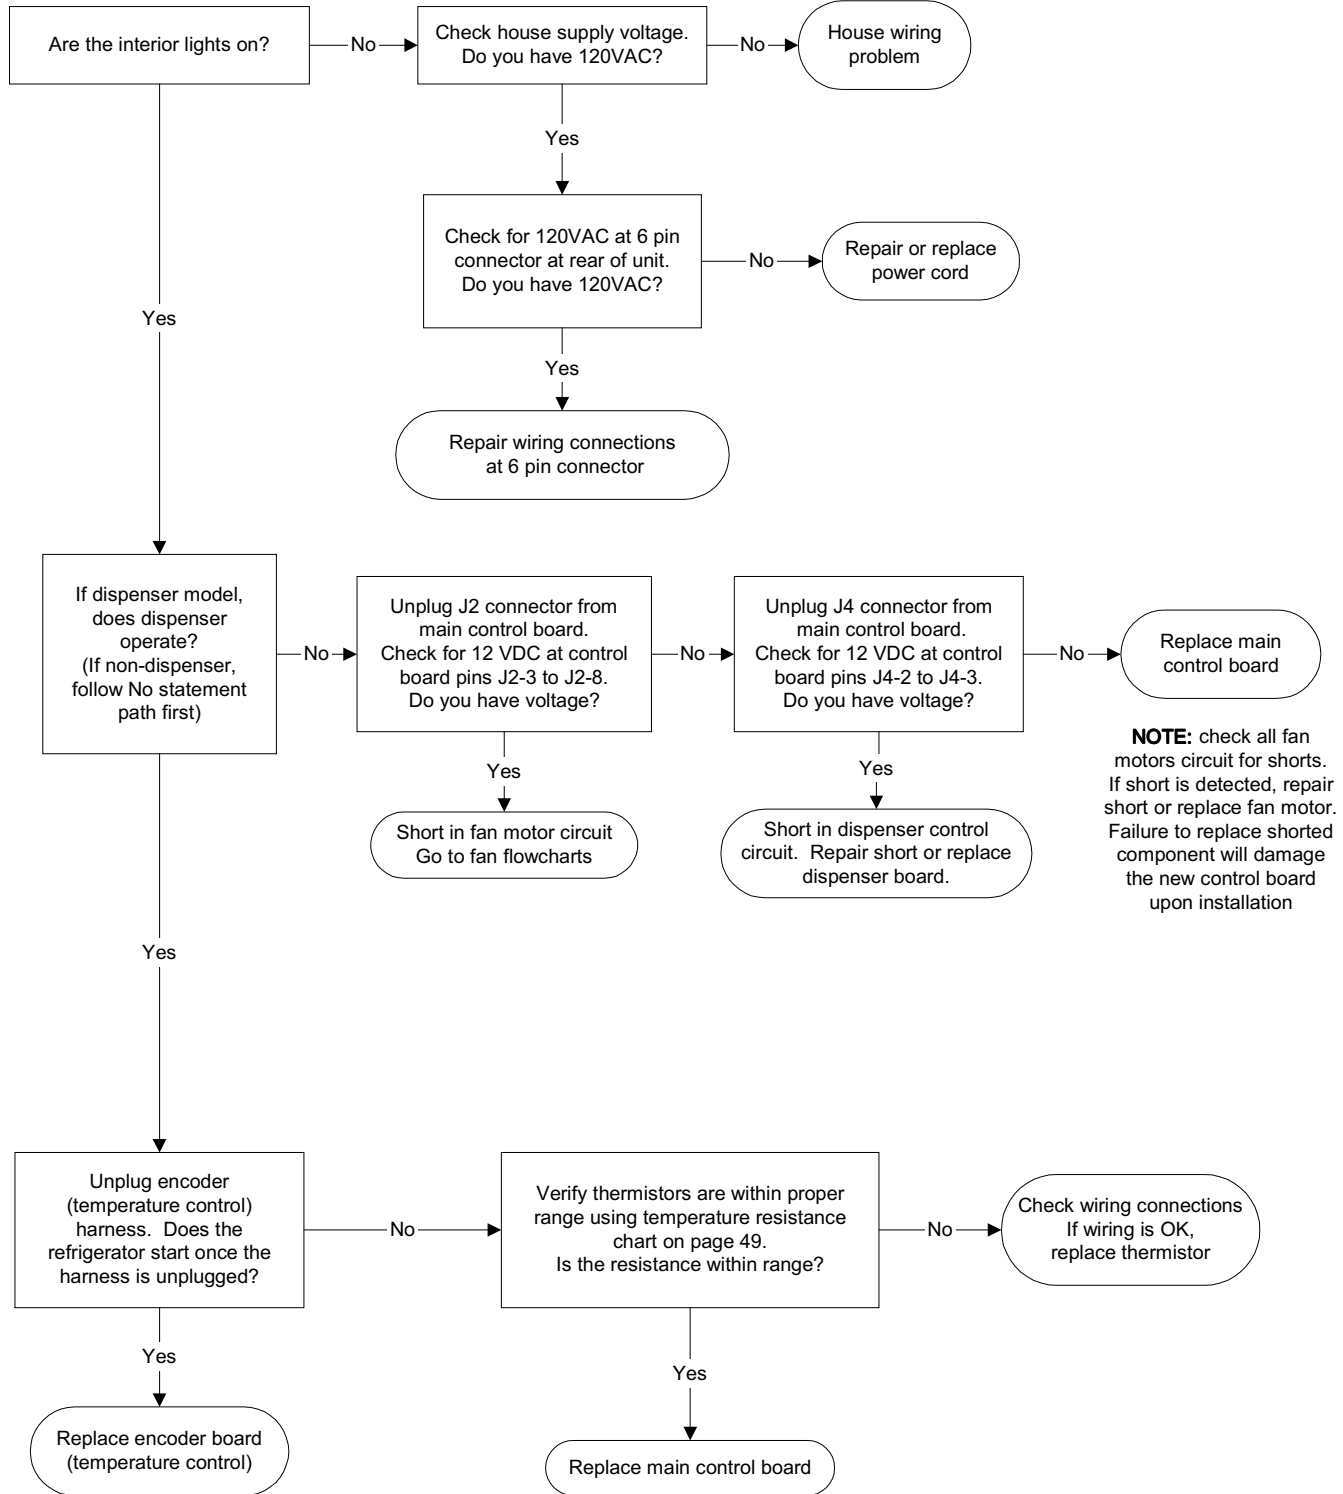 Are the interior lights on?
No
Check house supply voltage.
Do you have 120VAC?
No
House wiring
problem
Yes
Check for 120VAC at 6 pin
connector at rear of unit.
Do you have 120VAC?
No
Repair or replace
power cord
Yes
Yes
Repair wiring connections
at 6 pin connector
If dispenser model,
does dispenser
operate?
(If non-dispenser,
follow No statement
path first)
No
Unplug J2 connector from
main control board.
Check for 12 VDC at control
board pins J2-3 to J2-8.
Do you have voltage?
No
Unplug J4 connector from
main control board.
Check for 12 VDC at control
board pins J4-2 to J4-3.
Do you have voltage?
No
Replace main
control board
NOTE: check all fan
motors circuit for shorts.
If short is detected, repair
short or replace fan motor.
Failure to replace shorted
component will damage
the new control board
upon installation
Yes
Short in fan motor circuit
Go to fan flowcharts
Yes
Short in dispenser control
circuit.  Repair short or replace
dispenser board.
Yes
Unplug encoder
(temperature control)
harness.  Does the
refrigerator start once the
harness is unplugged?
No
Verify thermistors are within proper
range using temperature resistance
chart on page 49.
Is the resistance within range?
No
Check wiring connections
If wiring is OK,
replace thermistor
Yes
Replace encoder board
(temperature control)
Yes
Replace main control board